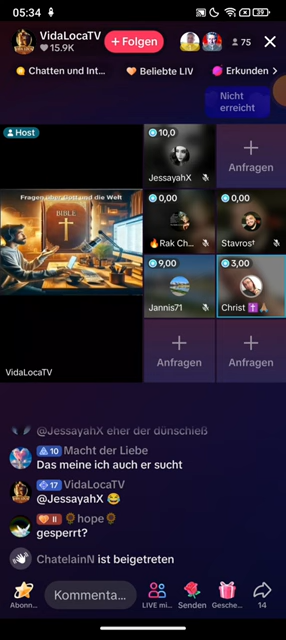 05:34
39
VidaLocaTV
15.9K
+ Folgen
75
Chatten und Int...
Beliebte LIV
Erkunden
Nicht
erreicht
Host
10,0
JessayahX
Anfragen
Fragen über Gott und die Welt
BIBLE
0,00
🔥Rak Ch...
0,00
Stavros†
9,00
Jannis71
3,00
Christ ✝️🙏🏽
VidaLocaTV
Anfragen
Anfragen
@JessayahX eher der dünschieß
10 Macht der Liebe
Das meine ich auch er sucht
17 VidaLocaTV
@JessayahX 😂
II 🌻hope🌻
gesperrt?
ChatelainN ist beigetreten
Abonn...
Kommenta...
LIVE mi...
Senden
Gesche...
14